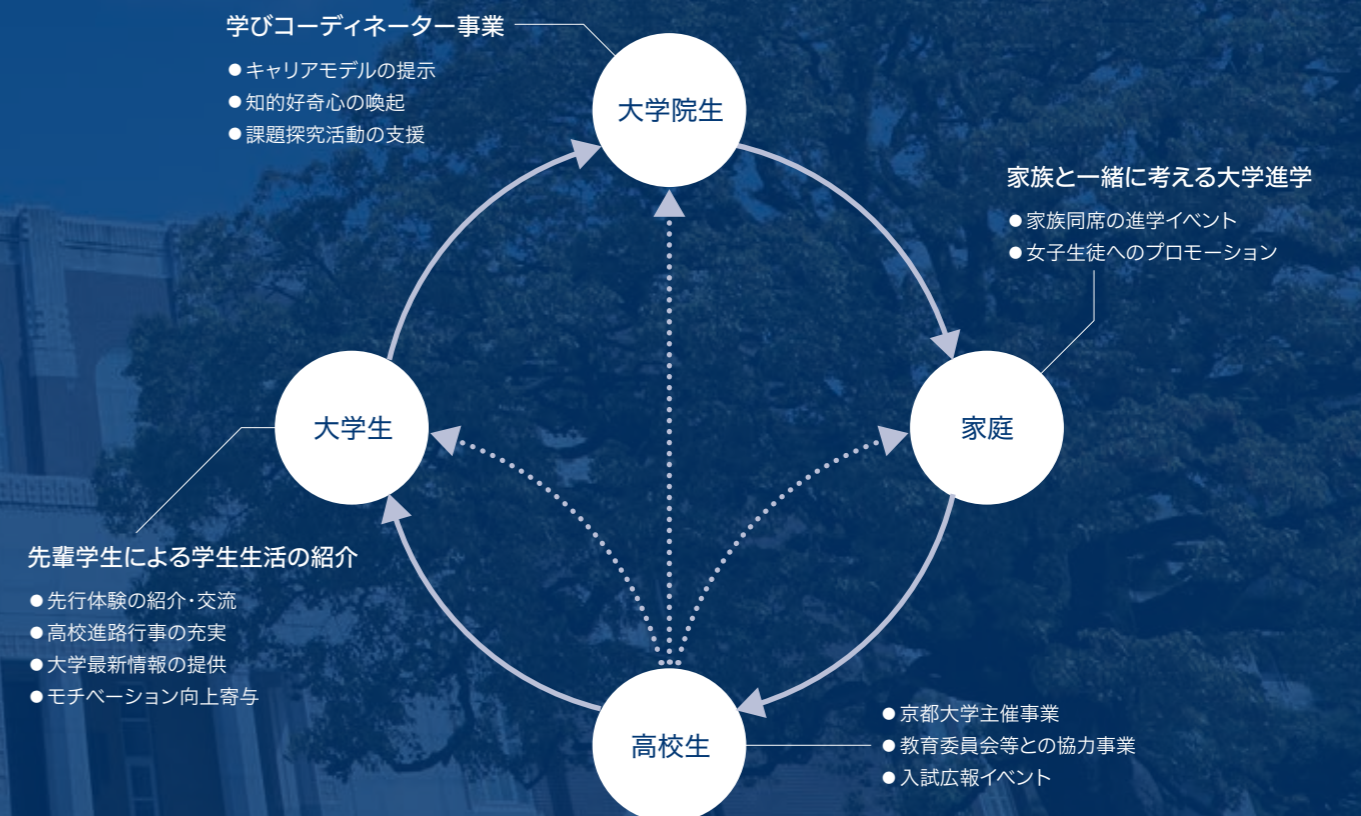 学びコーディネーター事業
●キャリアモデルの提示
●知的好奇心の喚起
●課題探究活動の支援
大学院生
家族と一緒に考える大学進学
●家族同席の進学イベント
●女子生徒へのプロモーション
大学生
家庭
先輩学生による学生生活の紹介
●先行体験の紹介・交流
●高校進路行事の充実
●大学最新情報の提供
●モチベーション向上寄与
高校生
●京都大学主催事業
●教育委員会等との協力事業
●入試広報イベント